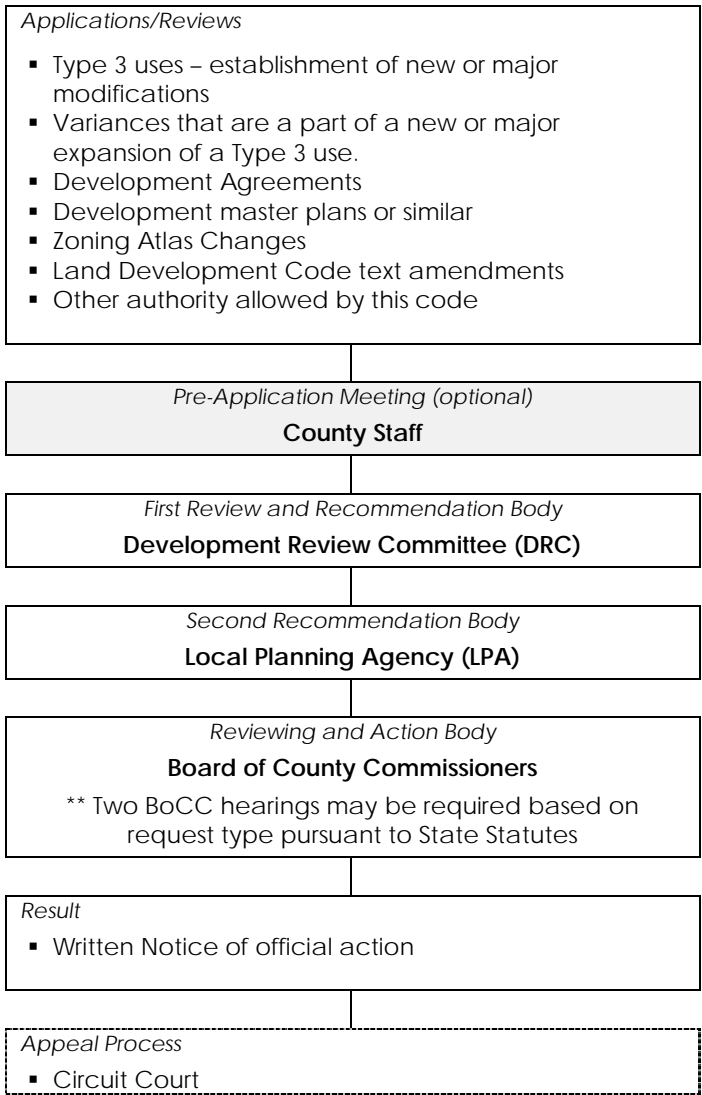 Applications/Reviews
▪ Type 3 uses – establishment of new or major
modifications
▪ Variances that are a part of a new or major
expansion of a Type 3 use.
▪ Development Agreements
▪ Development master plans or similar
▪ Zoning Atlas Changes
▪ Land Development Code text amendments
▪ Other authority allowed by this code
Pre-Application Meeting (optional)
County Staff
First Review and Recommendation Body
Development Review Committee (DRC)
Second Recommendation Body
Local Planning Agency (LPA)
Reviewing and Action Body
Board of County Commissioners
** Two BoCC hearings may be required based on
request type pursuant to State Statutes
Result
▪ Written Notice of official action
Appeal Process
▪ Circuit Court